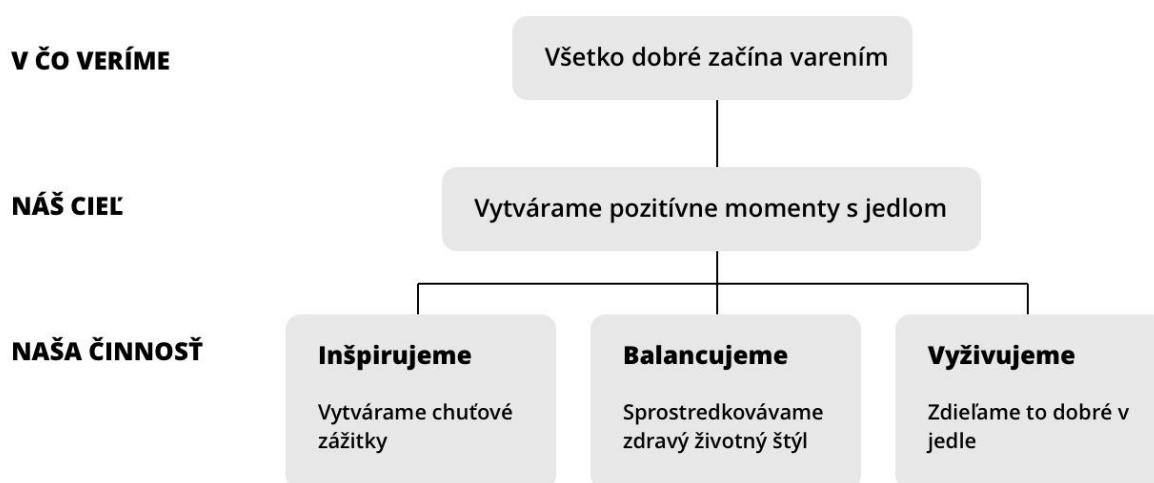 V ČO VERÍME
Všetko dobré začína varením
NÁŠ CIEĽ
Vytvárame pozitívne momenty s jedlom
NAŠA ČINNOSŤ
Inšpirujeme
Vytvárame chuťové
zážitky
Balancujeme
Sprostredkovávame
zdravý životný štýl
Vyživujeme
Zdieľame to dobré v
jedle